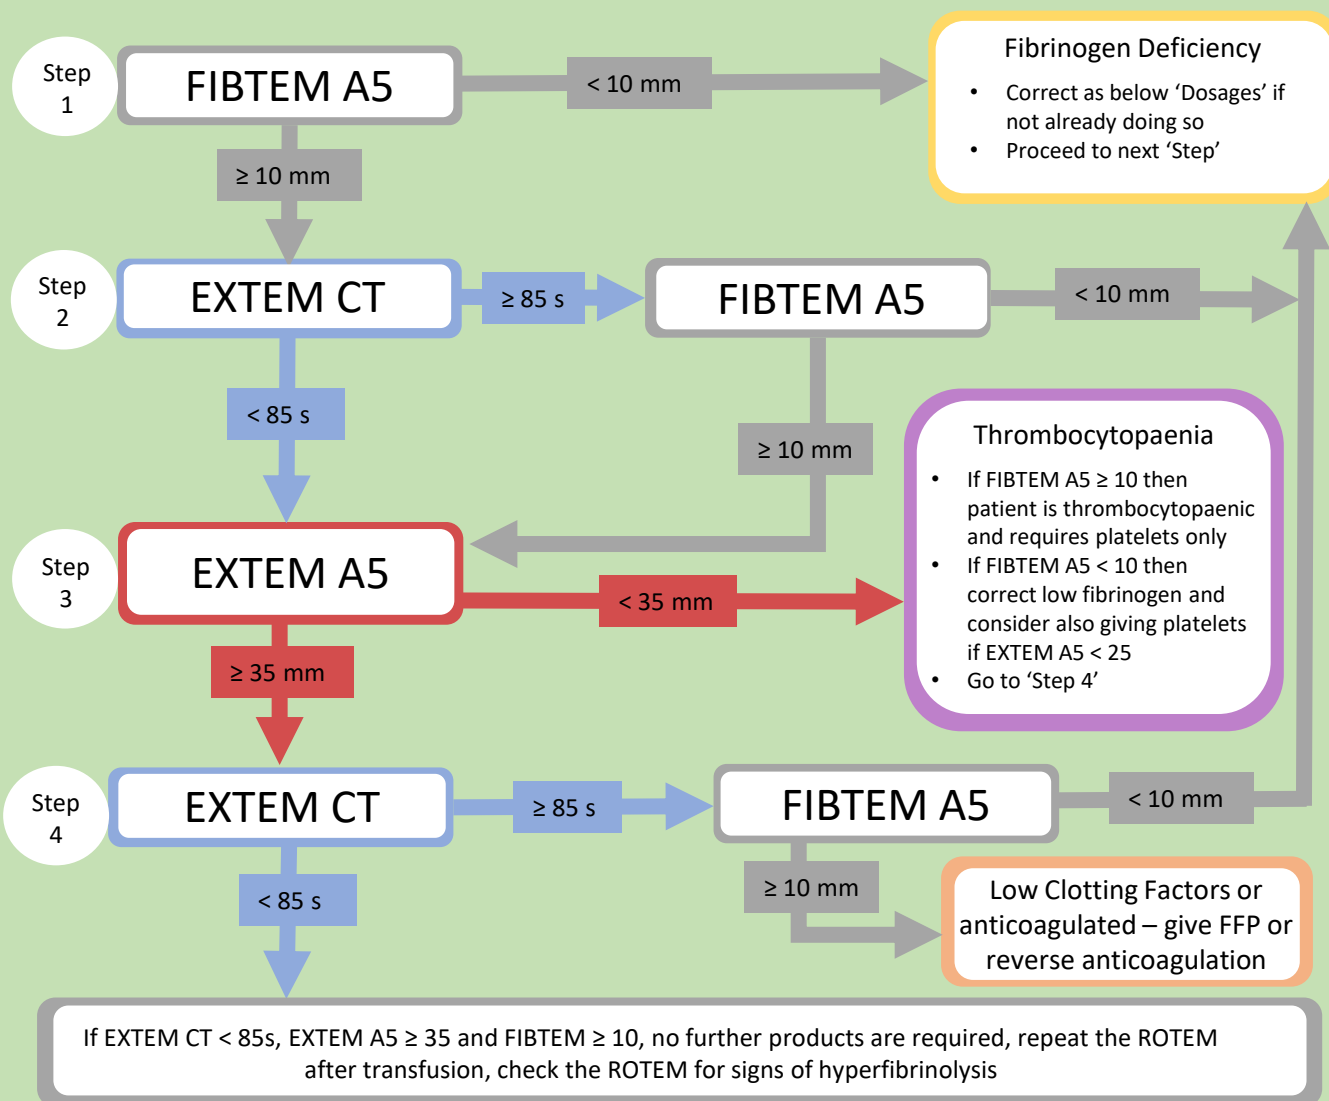 Step
1
FIBTEM A5
< 10 mm
Fibrinogen Deficiency
• Correct as below ‘Dosages’ if
not already doing so
• Proceed to next ‘Step’
≥ 10 mm
Step
2
EXTEM CT
≥ 85 s
FIBTEM A5
< 10 mm
< 85 s
≥ 10 mm
Thrombocytopaenia
• If FIBTEM A5 ≥ 10 then
patient is thrombocytopaenic
and requires platelets only
• If FIBTEM A5 < 10 then
correct low fibrinogen and
consider also giving platelets
if EXTEM A5 < 25
• Go to ‘Step 4’
Step
3
EXTEM A5
< 35 mm
≥ 35 mm
Step
4
EXTEM CT
≥ 85 s
FIBTEM A5
< 10 mm
< 85 s
≥ 10 mm
Low Clotting Factors or
anticoagulated – give FFP or
reverse anticoagulation
If EXTEM CT < 85s, EXTEM A5 ≥ 35 and FIBTEM ≥ 10, no further products are required, repeat the ROTEM
after transfusion, check the ROTEM for signs of hyperfibrinolysis